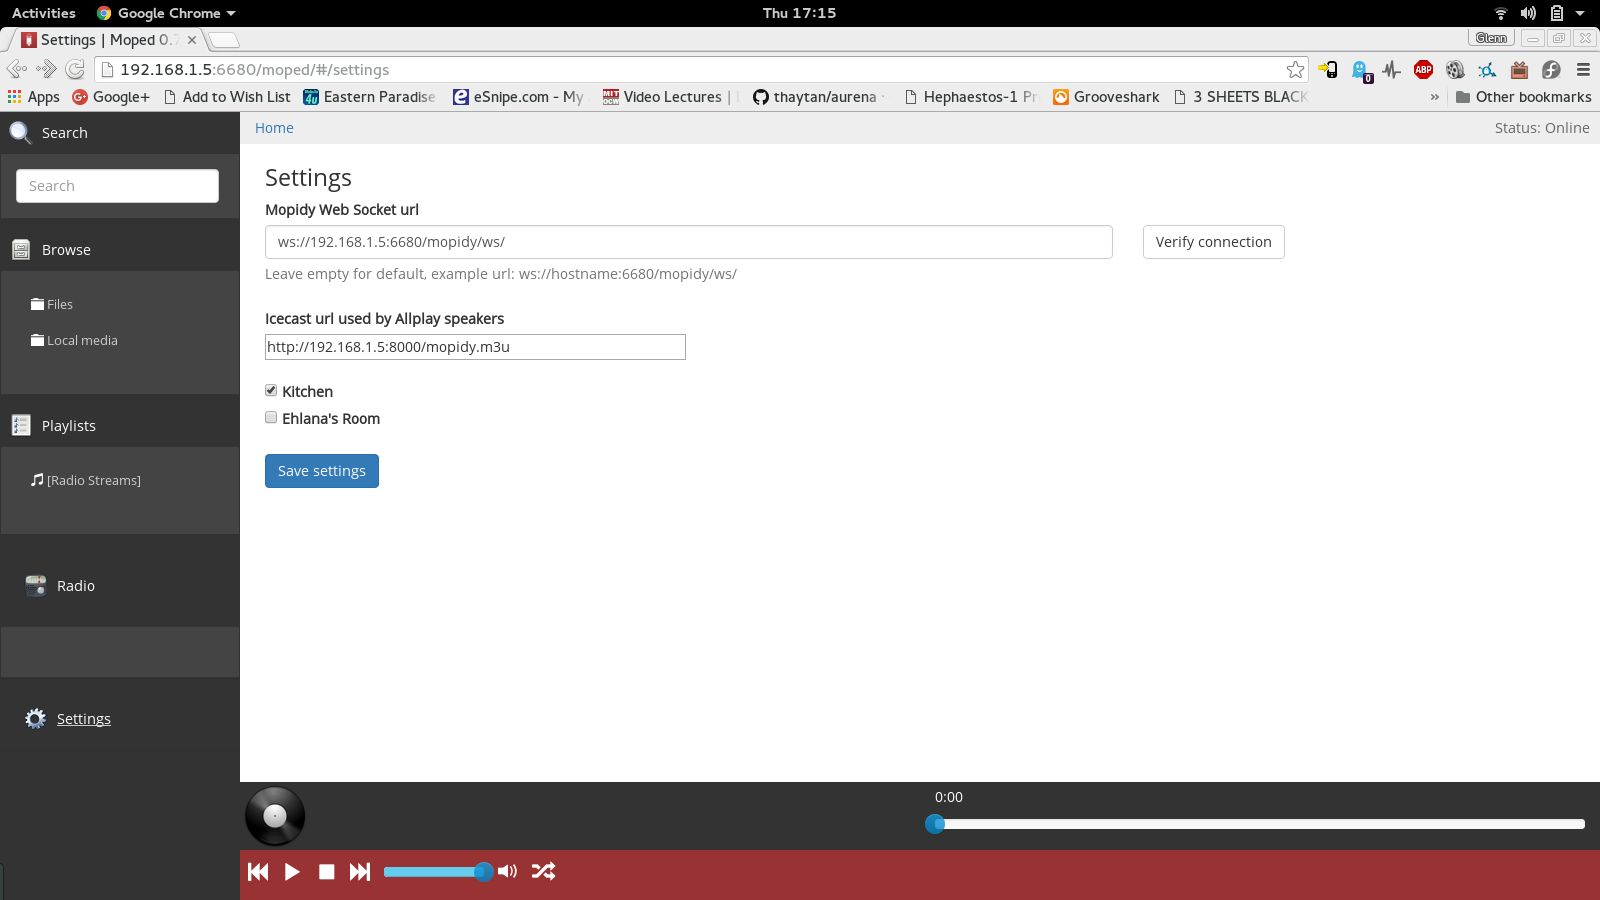 Activities Google Chrome Thu 17:15
Settings | Moped 0.7 Glenn
192.168.1.5:6680/moped/#/settings ABP 0
Apps Google+ Add to Wish List Eastern Paradise eSnipe.com - My Video Lectures | thaytan/aurena Hephaestos-1 Pr Grooveshark 3 SHEETS BLACK » Other bookmarks
Search
Home Status: Online
Search
Settings
Mopidy Web Socket url
ws://192.168.1.5:6680/mopidy/ws/ Verify connection
Leave empty for default, example url: ws://hostname:6680/mopidy/ws/
Browse
Files
Local media
Icecast url used by Allplay speakers
http://192.168.1.5:8000/mopidy.m3u
Kitchen
Ehlana's Room
Save settings
Playlists
[Radio Streams]
Radio
Settings
0:00